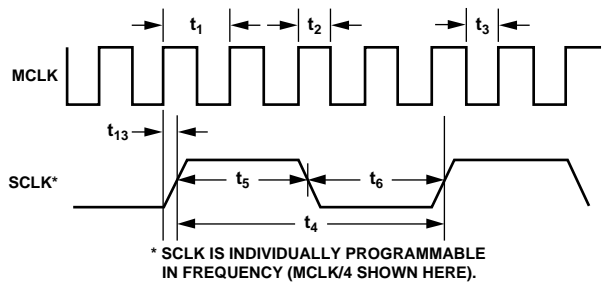 t1 t2 t3
MCLK
t13
SCLK*
t5 t6
t4
* SCLK IS INDIVIDUALLY PROGRAMMABLE
IN FREQUENCY (MCLK/4 SHOWN HERE).